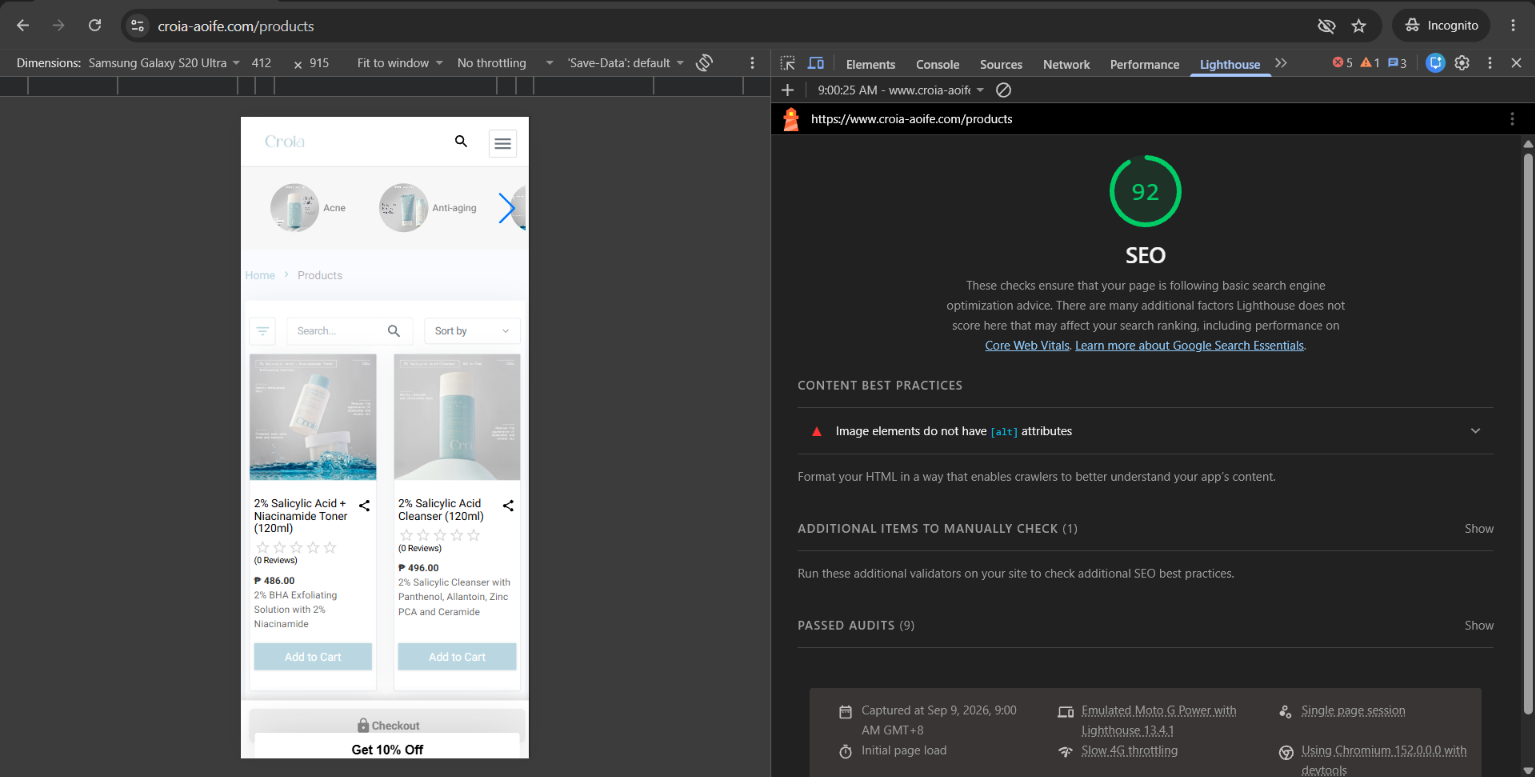 croia-aoife.com/products
Incognito
Dimensions: Samsung Galaxy S20 Ultra 412 × 915 Fit to window No throttling 'Save-Data': default
Elements Console Sources Network Performance Lighthouse 5 1 3
9:00:25 AM - www.croia-aoife
https://www.croia-aoife.com/products
Croia
Acne
Anti-aging
Home > Products
Search...
Sort by
2% Salicylic Acid +
Niacinamide Toner
(120ml)
(0 Reviews)
₱ 486.00
2% BHA Exfoliating
Solution with 2%
Niacinamide
Add to Cart
2% Salicylic Acid
Cleanser (120ml)
(0 Reviews)
₱ 496.00
2% Salicylic Cleanser with
Panthenol, Allantoin, Zinc
PCA and Ceramide
Add to Cart
Checkout
Get 10% Off
92
SEO
These checks ensure that your page is following basic search engine
optimization advice. There are many additional factors Lighthouse does not
score here that may affect your search ranking, including performance on
Core Web Vitals. Learn more about Google Search Essentials.
CONTENT BEST PRACTICES
Image elements do not have [alt] attributes
Format your HTML in a way that enables crawlers to better understand your app's content.
ADDITIONAL ITEMS TO MANUALLY CHECK (1)
Show
Run these additional validators on your site to check additional SEO best practices.
PASSED AUDITS (9)
Show
Captured at Sep 9, 2026, 9:00
AM GMT+8
Emulated Moto G Power with
Lighthouse 13.4.1
Single page session
Initial page load
Slow 4G throttling
Using Chromium 152.0.0.0 with
devtools